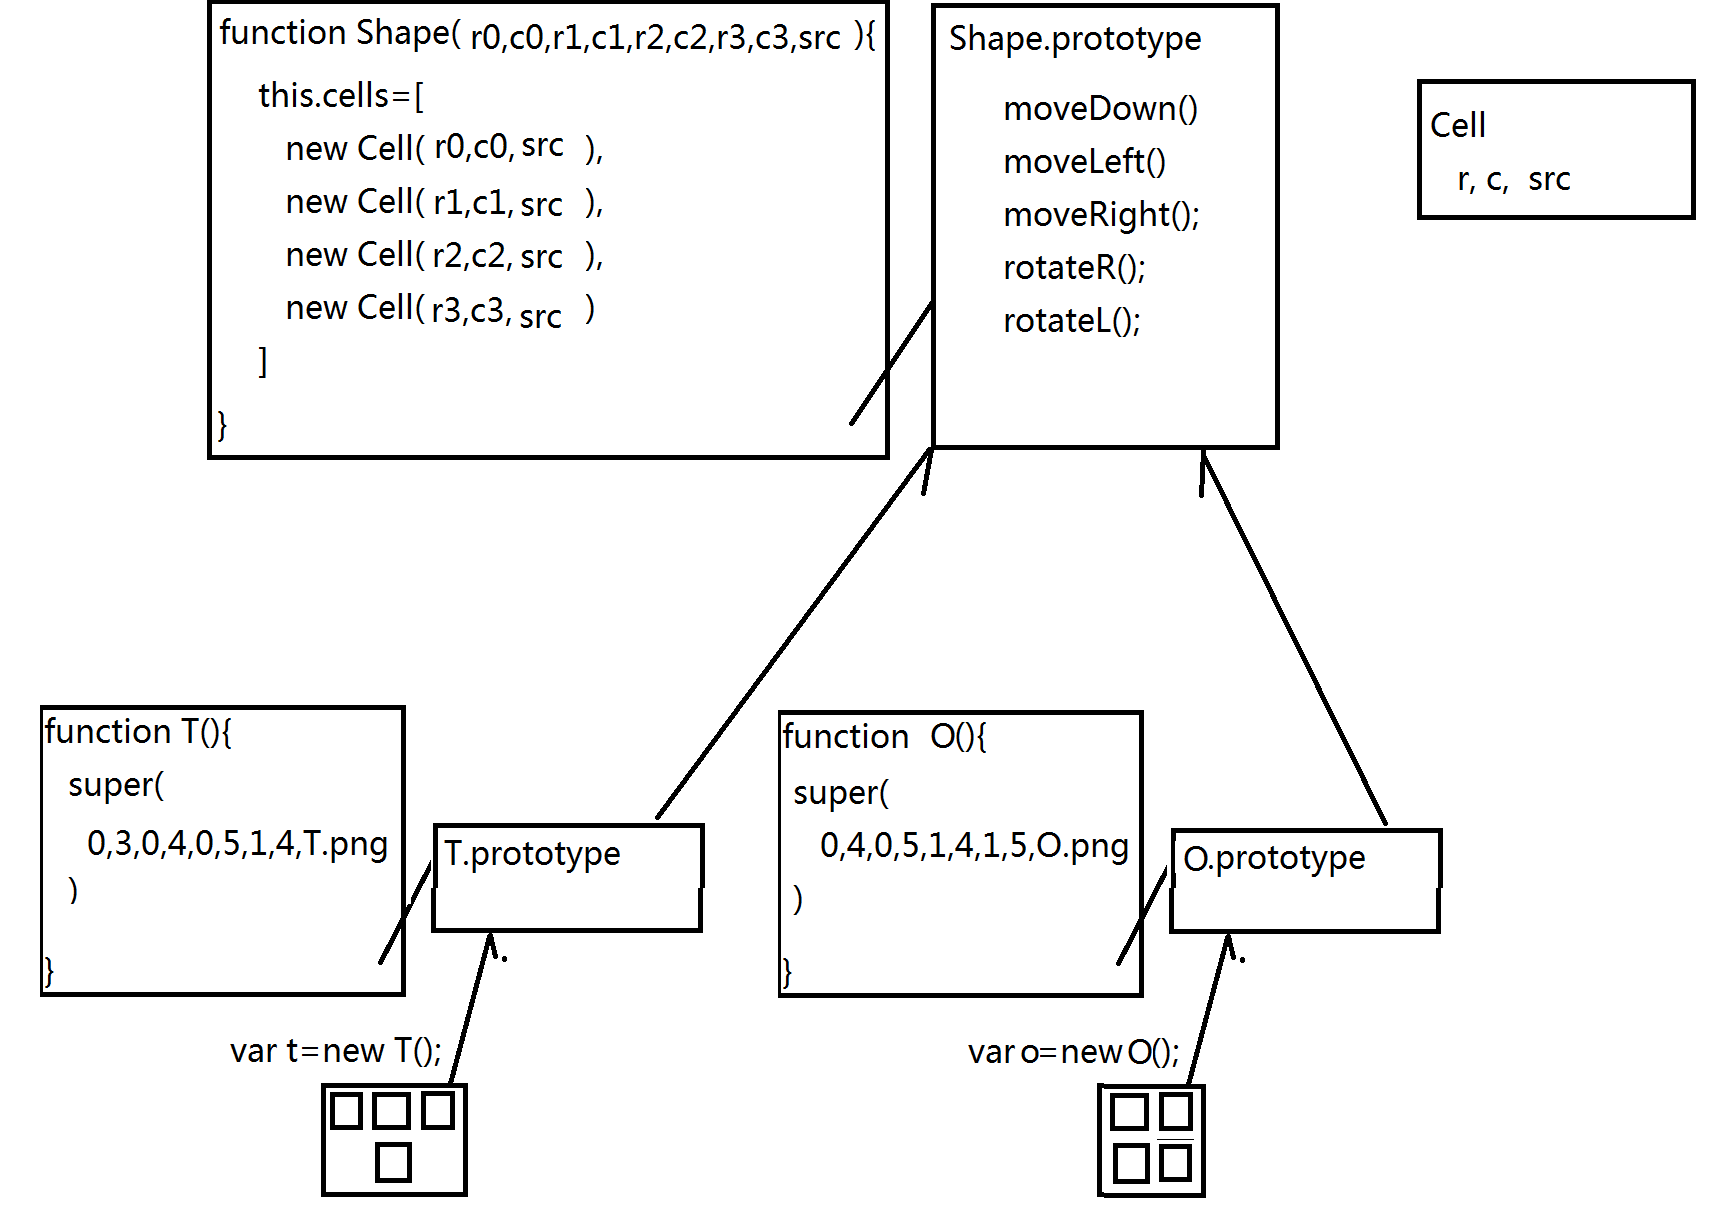 function Shape( r0,c0,r1,c1,r2,c2,r3,c3,src ){
this.cells=[
new Cell( r0,c0, src ),
new Cell( r1,c1, src ),
new Cell( r2,c2, src ),
new Cell( r3,c3, src )
]
}
Shape.prototype
moveDown()
moveLeft()
moveRight();
rotateR();
rotateL();
Cell
r, c, src
function T(){
super(
0,3,0,4,0,5,1,4,T.png
)
}
T.prototype
var t=new T();
function O(){
super(
0,4,0,5,1,4,1,5,O.png
)
}
O.prototype
var o=new O();